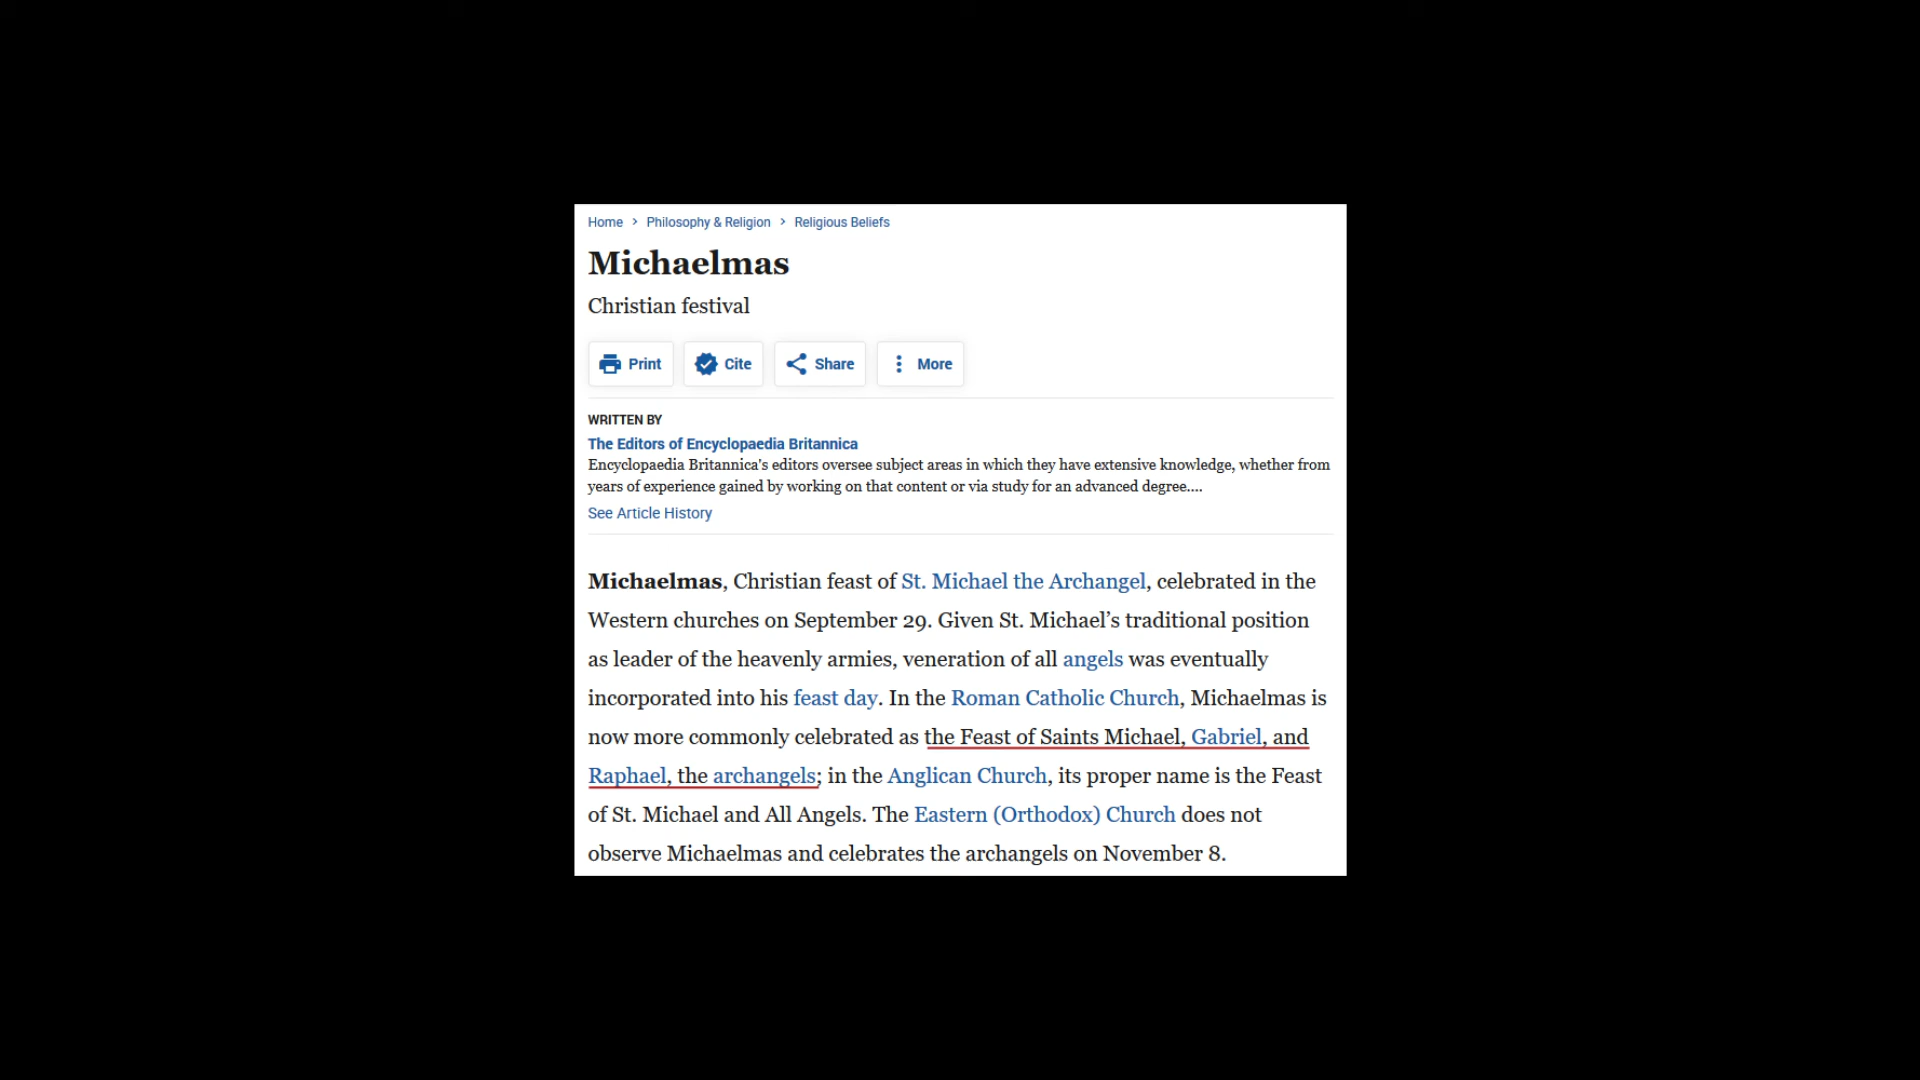 Home > Philosophy & Religion > Religious Beliefs
Michaelmas
Christian festival
Print Cite Share More
WRITTEN BY
The Editors of Encyclopaedia Britannica
Encyclopaedia Britannica's editors oversee subject areas in which they have extensive knowledge, whether from
years of experience gained by working on that content or via study for an advanced degree....
See Article History
Michaelmas, Christian feast of St. Michael the Archangel, celebrated in the
Western churches on September 29. Given St. Michael’s traditional position
as leader of the heavenly armies, veneration of all angels was eventually
incorporated into his feast day. In the Roman Catholic Church, Michaelmas is
now more commonly celebrated as the Feast of Saints Michael, Gabriel, and
Raphael, the archangels; in the Anglican Church, its proper name is the Feast
of St. Michael and All Angels. The Eastern (Orthodox) Church does not
observe Michaelmas and celebrates the archangels on November 8.